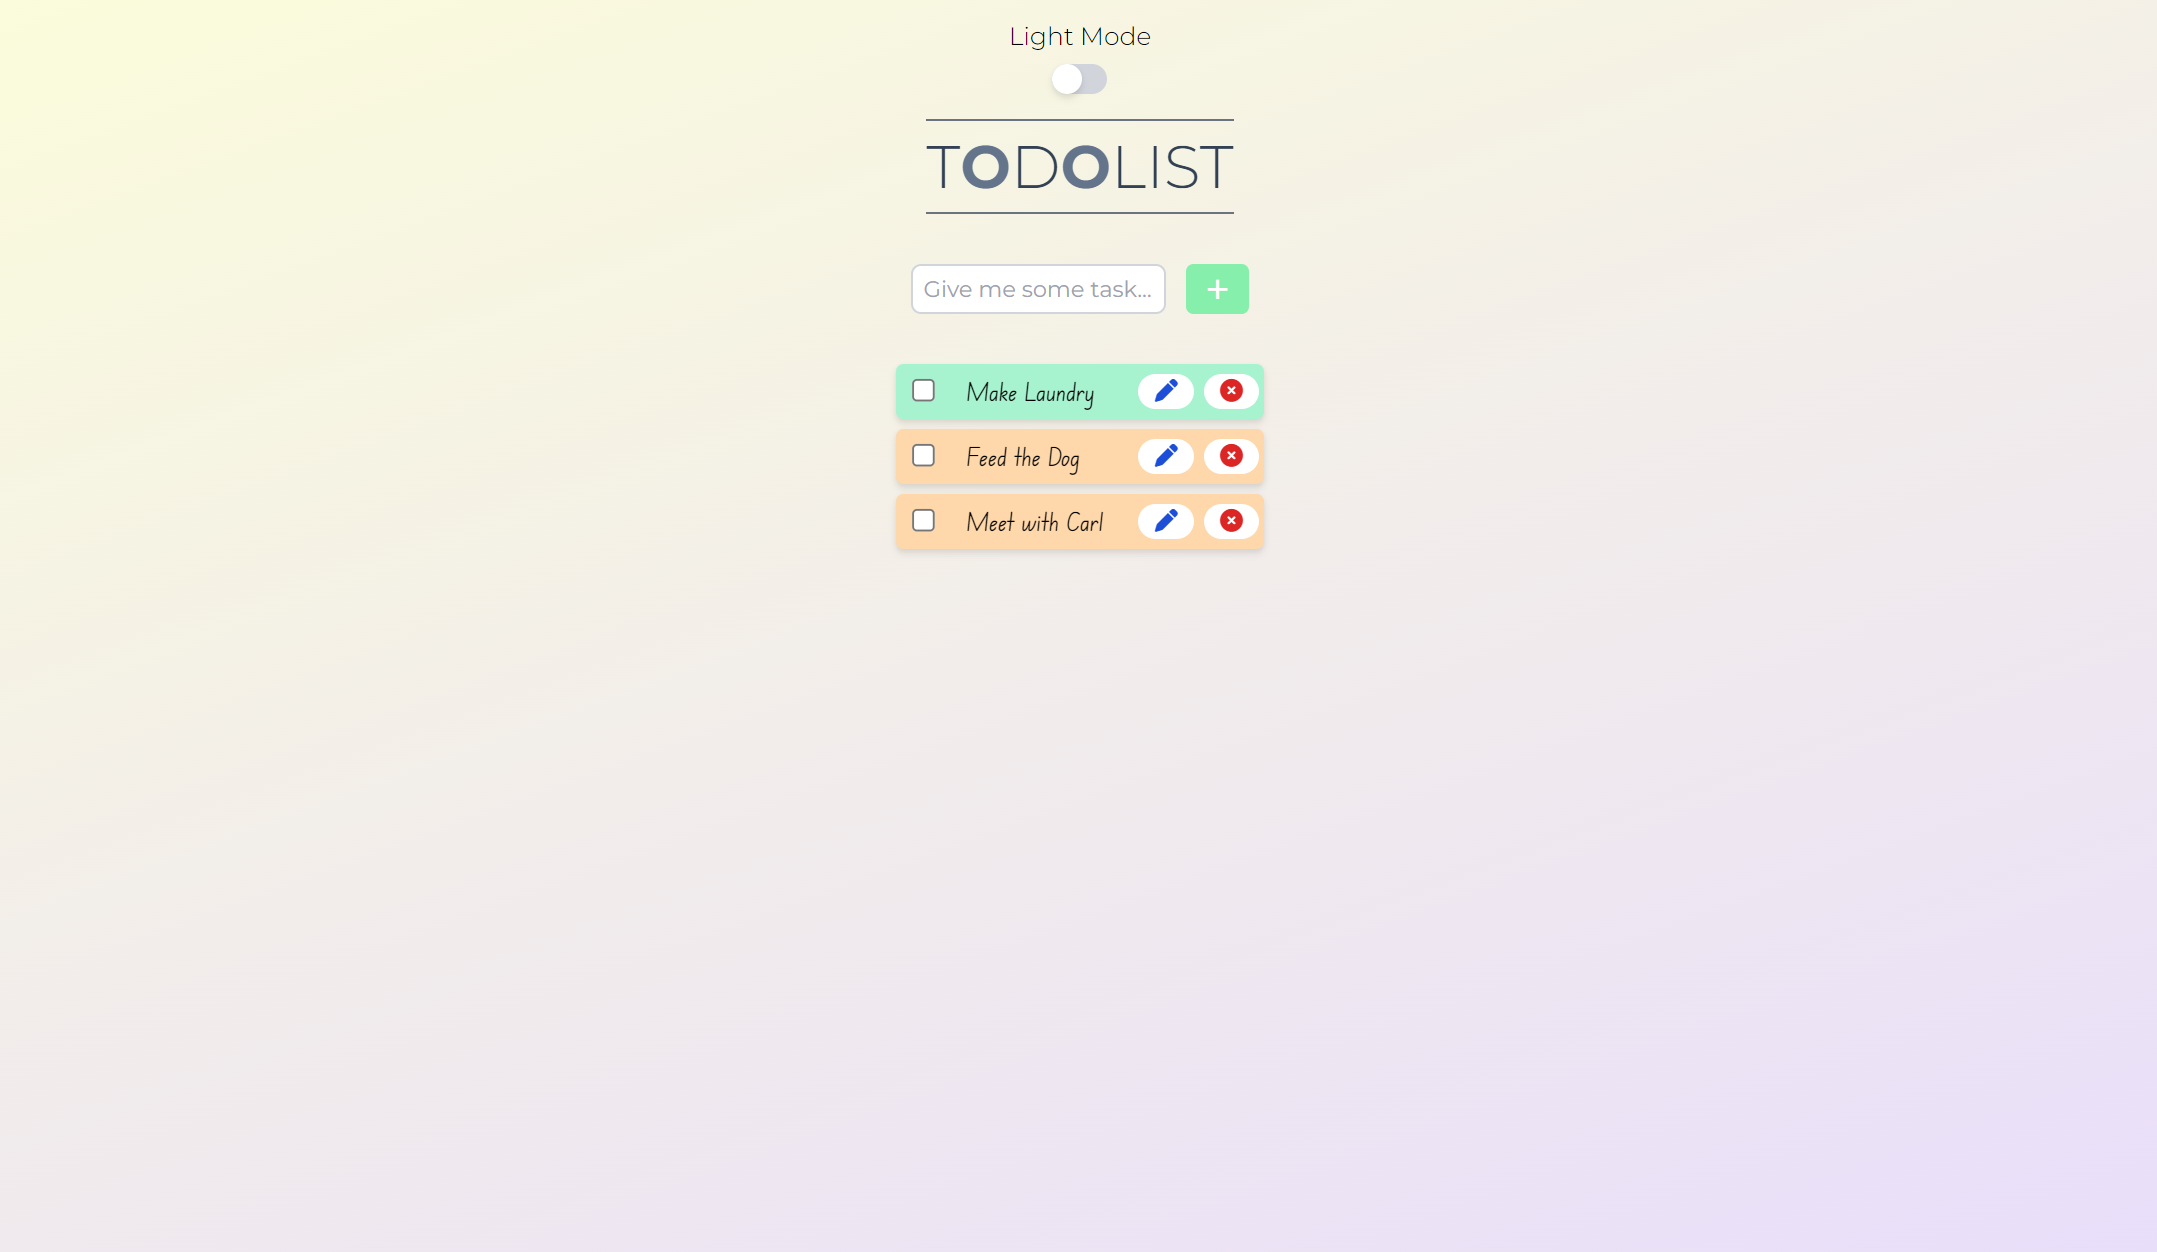 Light Mode
TODOLIST
Give me some task...
+
Make Laundry
Feed the Dog
Meet with Carl